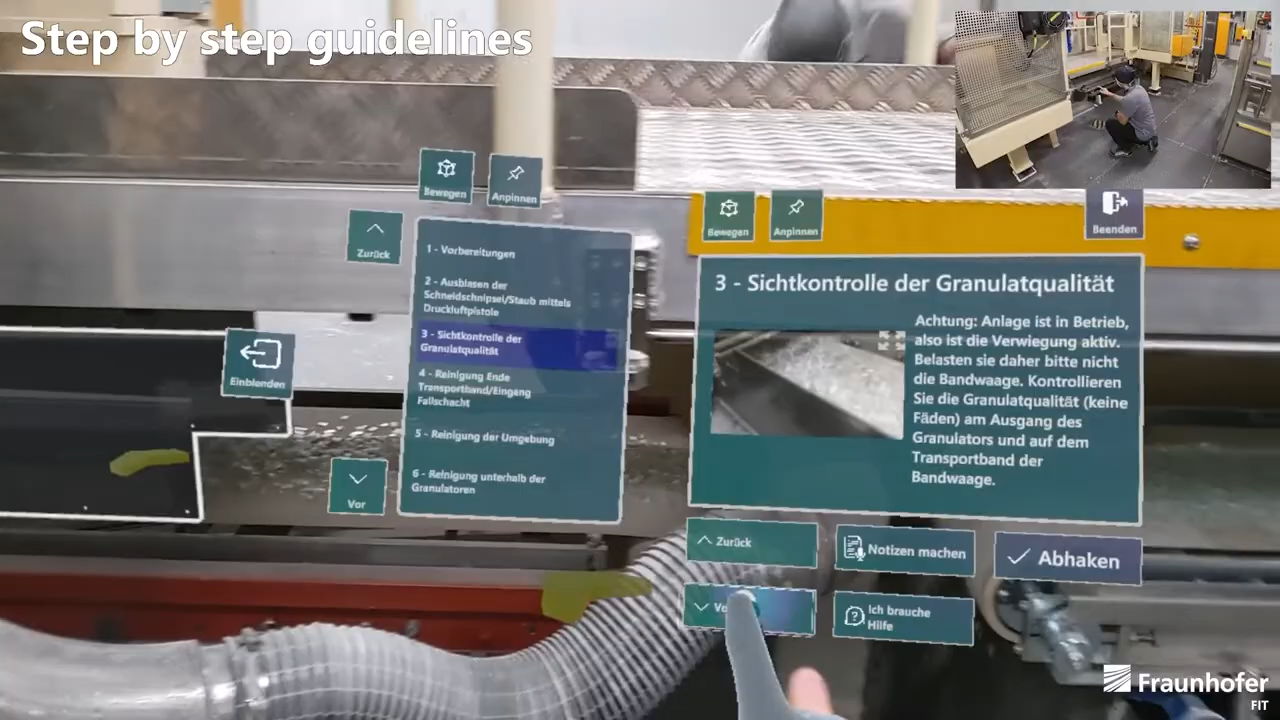 Step by step guidelines
Bewegen
Anpinnen
Zurück
1 - Vorbereitungen
2 - Ausblasen der
Schneidschnipsel/Staub mittels
Druckluftpistole
3 - Sichtkontrolle der
Granulatqualität
4 - Reinigung Ende
Transportband/Eingang
Fallschacht
5 - Reinigung der Umgebung
6 - Reinigung unterhalb der
Granulatoren
Einblenden
Vor
Bewegen
Anpinnen
Beenden
3 - Sichtkontrolle der Granulatqualität
Achtung: Anlage ist in Betrieb,
also ist die Verwiegung aktiv.
Belasten sie daher bitte nicht
die Bandwaage. Kontrollieren
Sie die Granulatqualität (keine
Fäden) am Ausgang des
Granulators und auf dem
Transportband der
Bandwaage.
Zurück
Notizen machen
Abhaken
Ich brauche
Hilfe
Fraunhofer
FIT